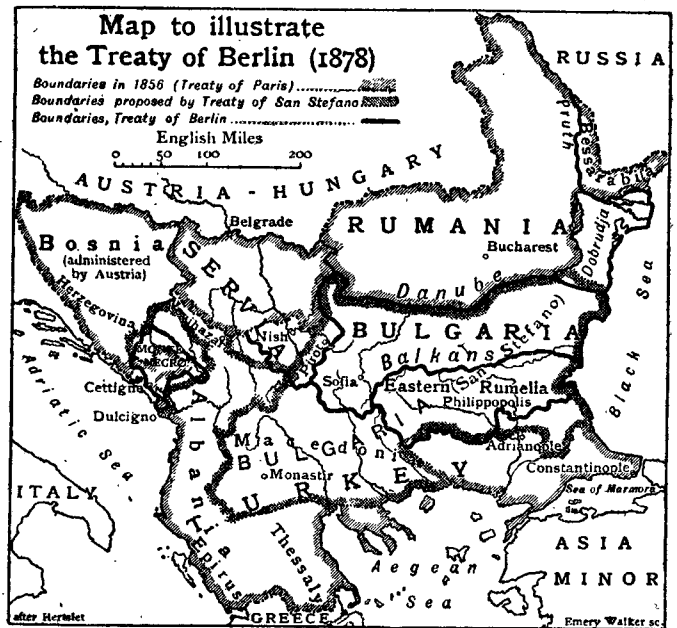 Map to illustrate
the Treaty of Berlin (1878)
Boundaries in 1856 (Treaty of Paris)
Boundaries proposed by Treaty of San Stefano
Boundaries, Treaty of Berlin
English Miles
0 50 100 200
RUSSIA
Pruth
Bessarabia
AUSTRIA-HUNGARY
Belgrade
RUMANIA
Bucharest
Dobrudja
Bosnia
(administered
by Austria)
Herzegovina
SERVIA
Danube
Black Sea
MONTE
NEGRO
Nish
Pirot
BULGARIA
(San Stefano)
Balkans
Sofia
Eastern Rumelia
Philippopolis
Cettigne
Dulcigno
Adriatic Sea
Albania
Macedonia
BULGARIA
Monastir
TURKEY
Adrianople
Constantinople
Sea of Marmora
ITALY
Epirus
Thessaly
Aegean
Sea
ASIA
MINOR
GREECE
after Hertslet
Emery Walker sc.